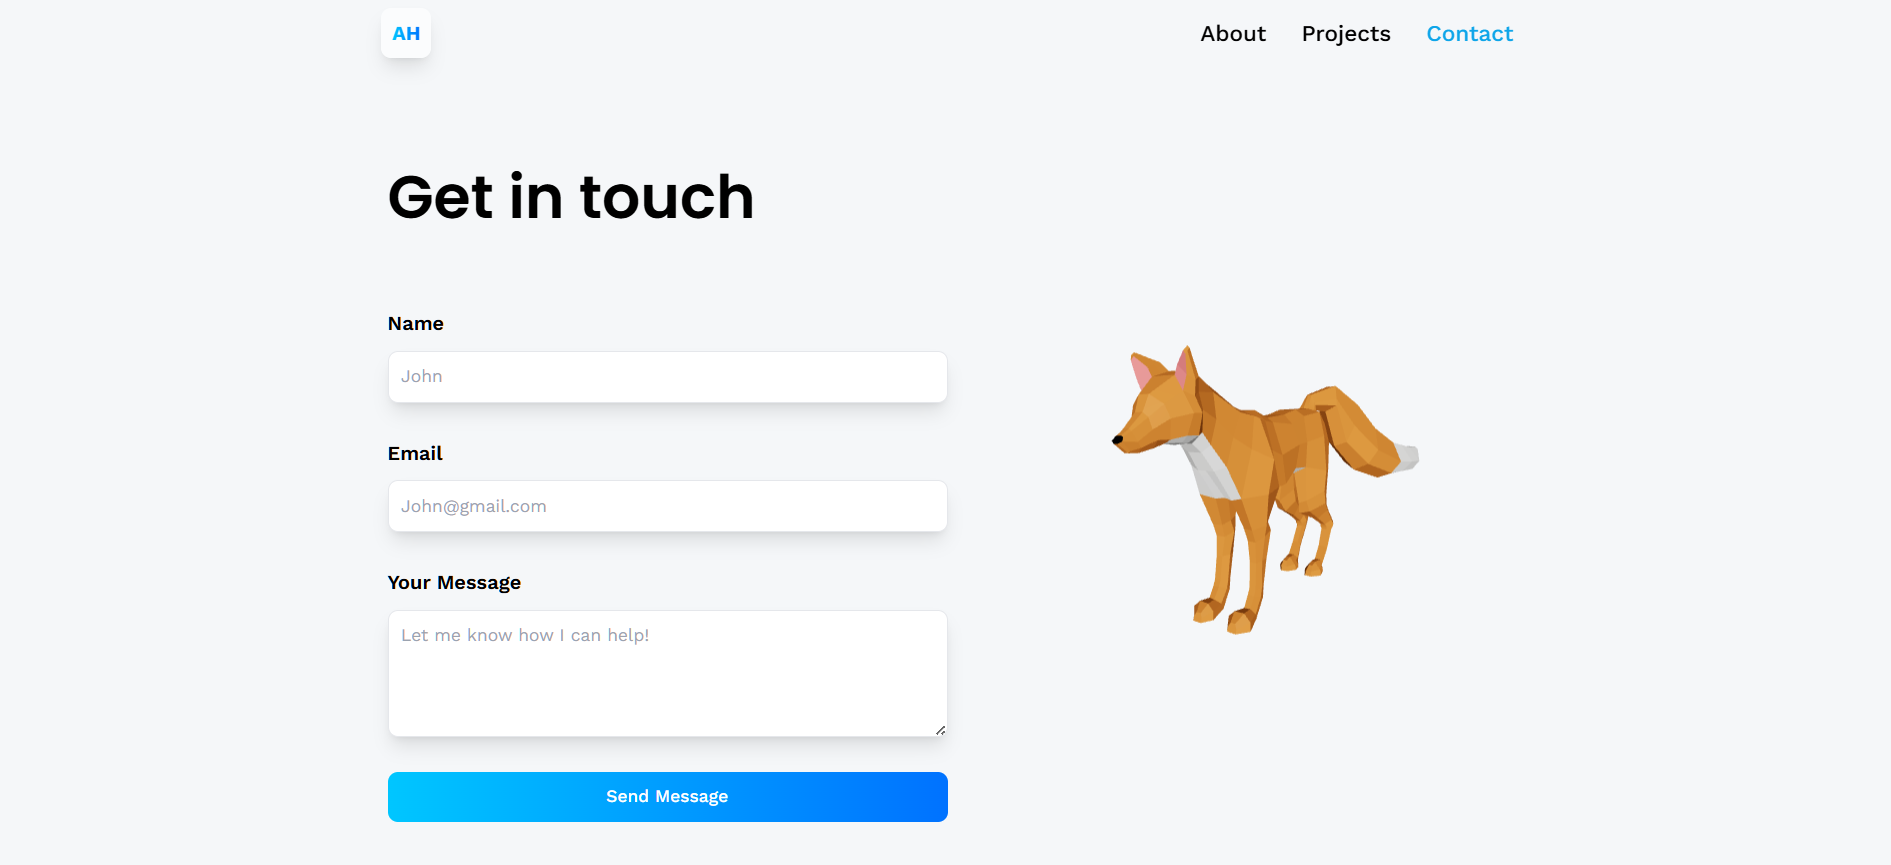 AH
About Projects Contact
Get in touch
Name
John
Email
John@gmail.com
Your Message
Let me know how I can help!
Send Message